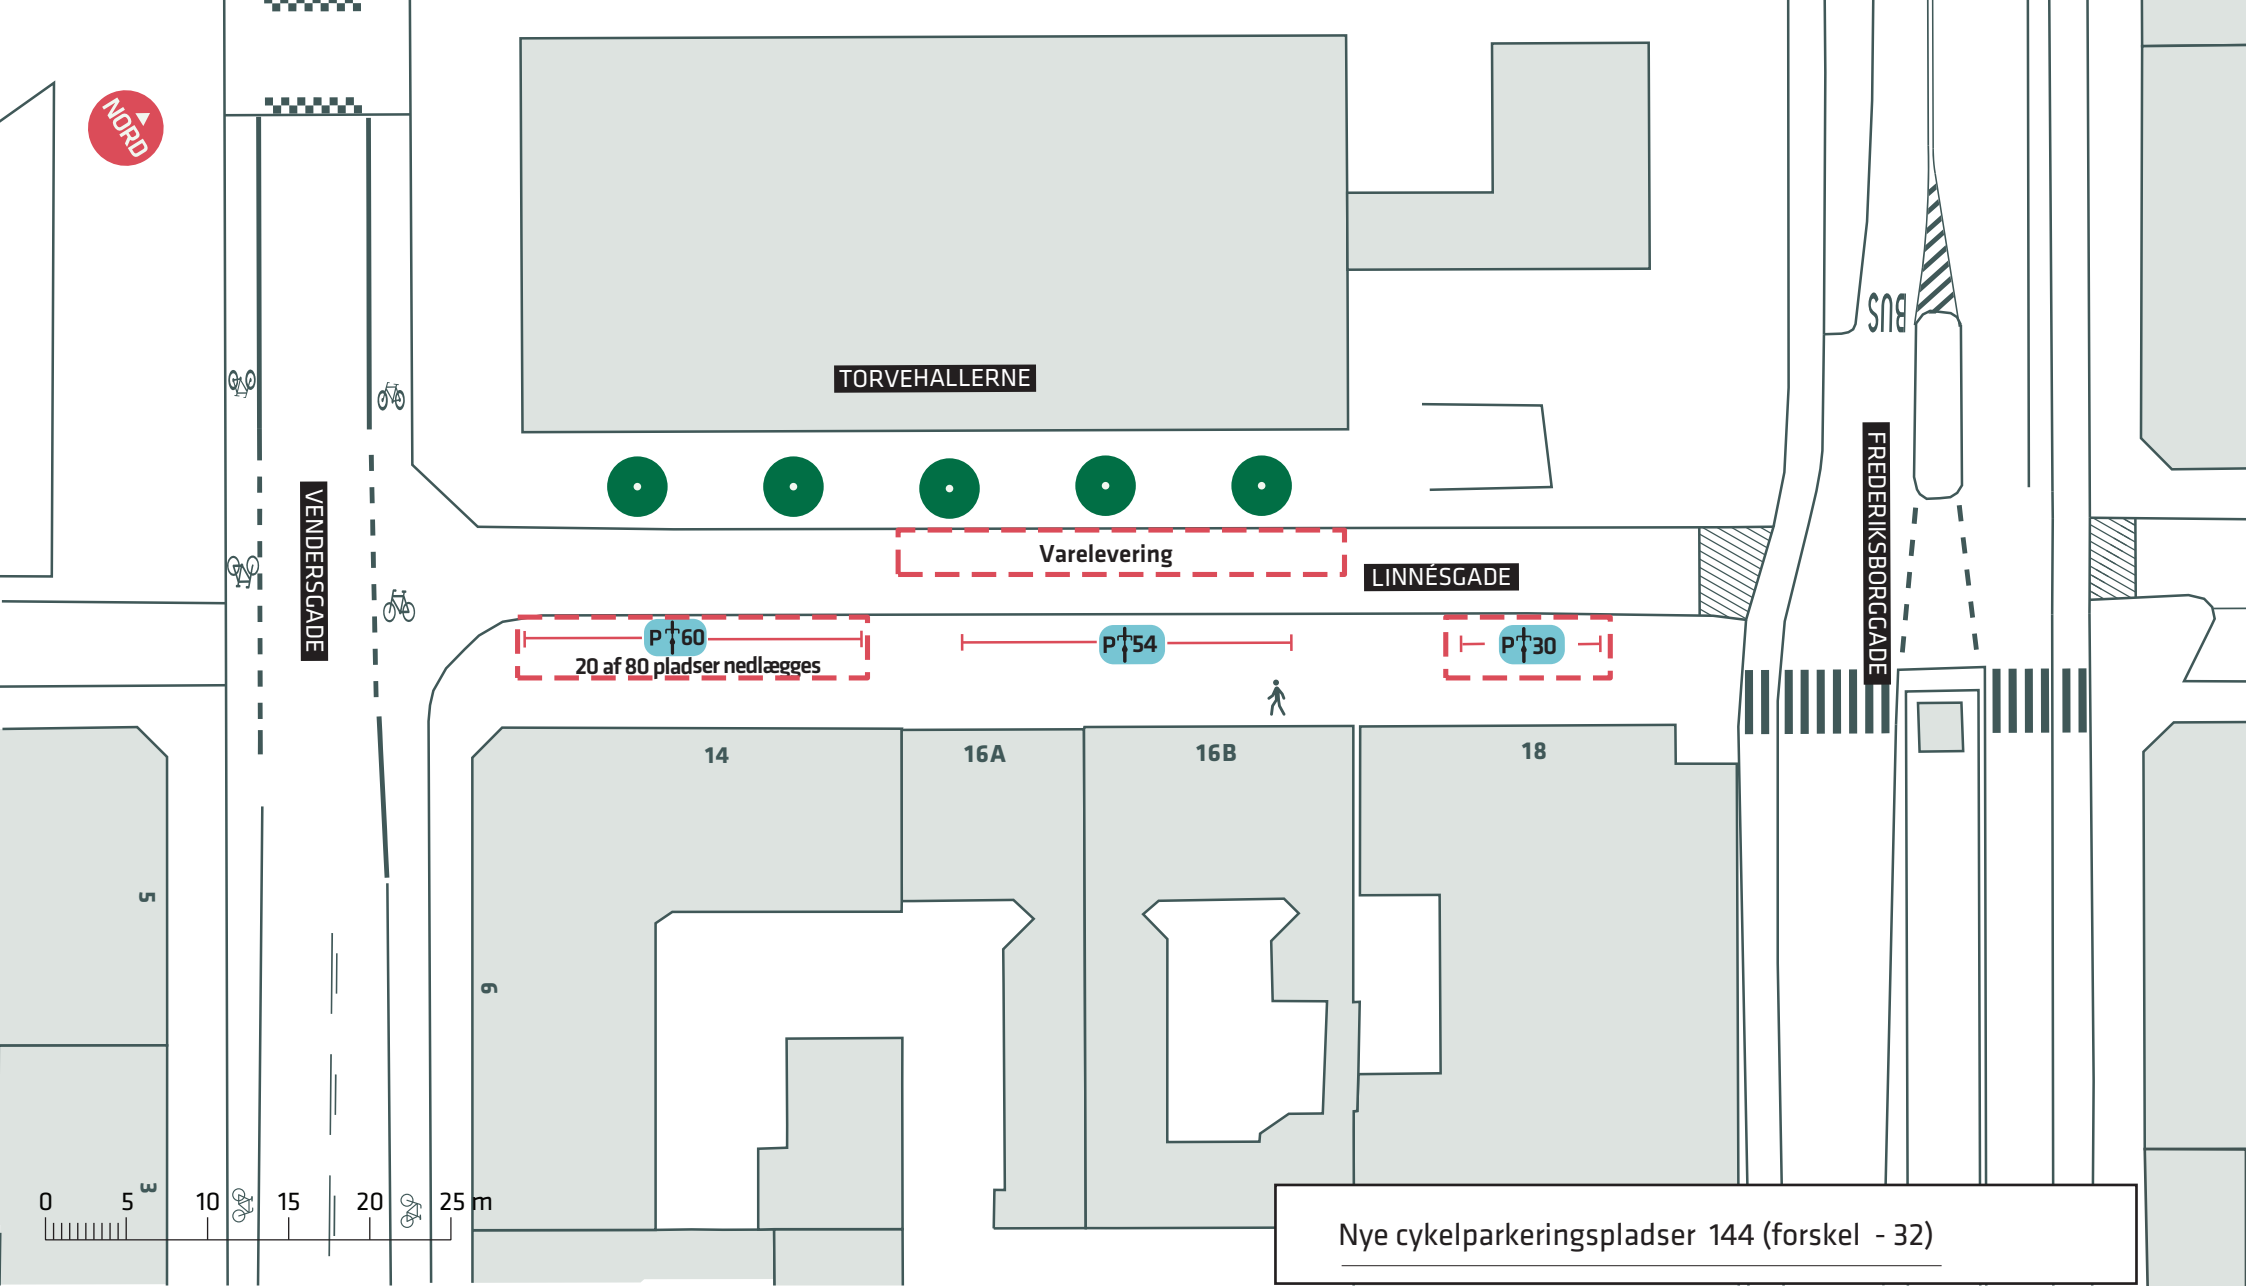 NORD
BUS
TORVEHALLERNE
VENDERSGADE
FREDERIKSBORGGADE
Varelevering
LINNÉSGADE
P 60
20 af 80 pladser nedlægges
P 54
P 30
14
16A
16B
18
5
6
3
0 5 10 15 20 25 m
Nye cykelparkeringspladser 144 (forskel - 32)